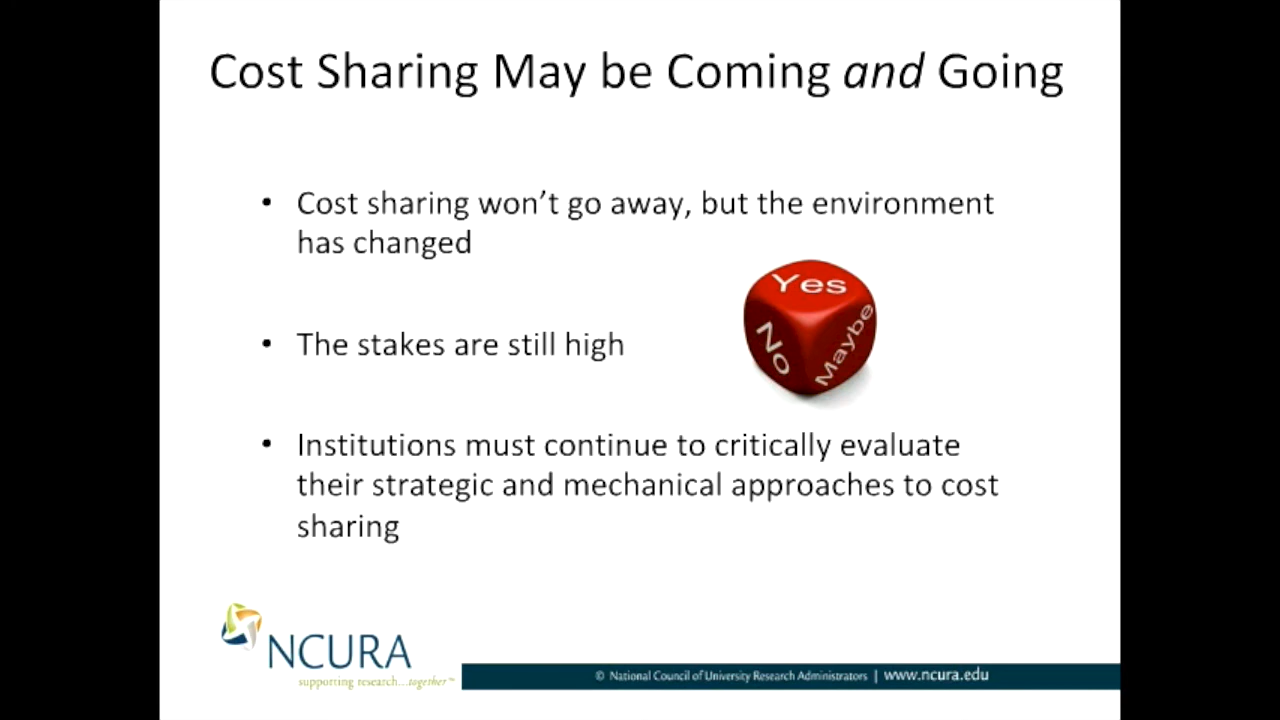 Cost Sharing May be Coming and Going
• Cost sharing won’t go away, but the environment
has changed
Yes
No
Maybe
• The stakes are still high
• Institutions must continue to critically evaluate
their strategic and mechanical approaches to cost
sharing
NCURA
supporting research...together™
© National Council of University Research Administrators | www.ncura.edu